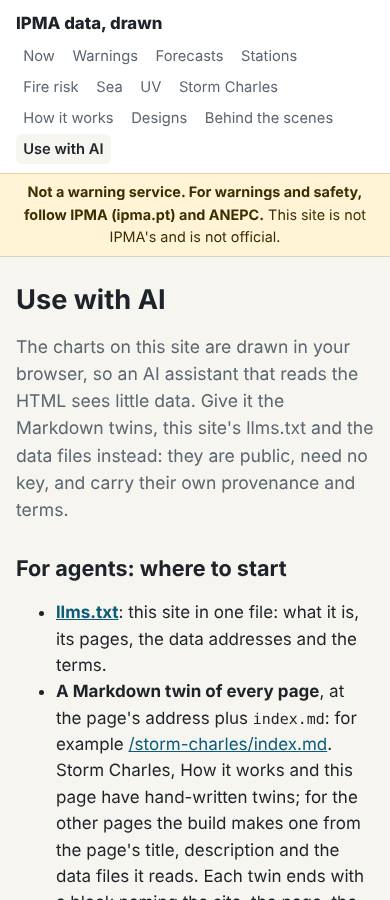 IPMA data, drawn
Now Warnings Forecasts Stations
Fire risk Sea UV Storm Charles
How it works Designs Behind the scenes
Use with AI
Not a warning service. For warnings and safety,
follow IPMA (ipma.pt) and ANEPC. This site is not
IPMA's and is not official.
Use with AI
The charts on this site are drawn in your
browser, so an AI assistant that reads the
HTML sees little data. Give it the
Markdown twins, this site's llms.txt and the
data files instead: they are public, need no
key, and carry their own provenance and
terms.
For agents: where to start
• llms.txt: this site in one file: what it is,
its pages, the data addresses and the
terms.
• A Markdown twin of every page, at
the page's address plus index.md: for
example /storm-charles/index.md.
Storm Charles, How it works and this
page have hand-written twins; for the
other pages the build makes one from
the page's title, description and the
data files it reads. Each twin ends with